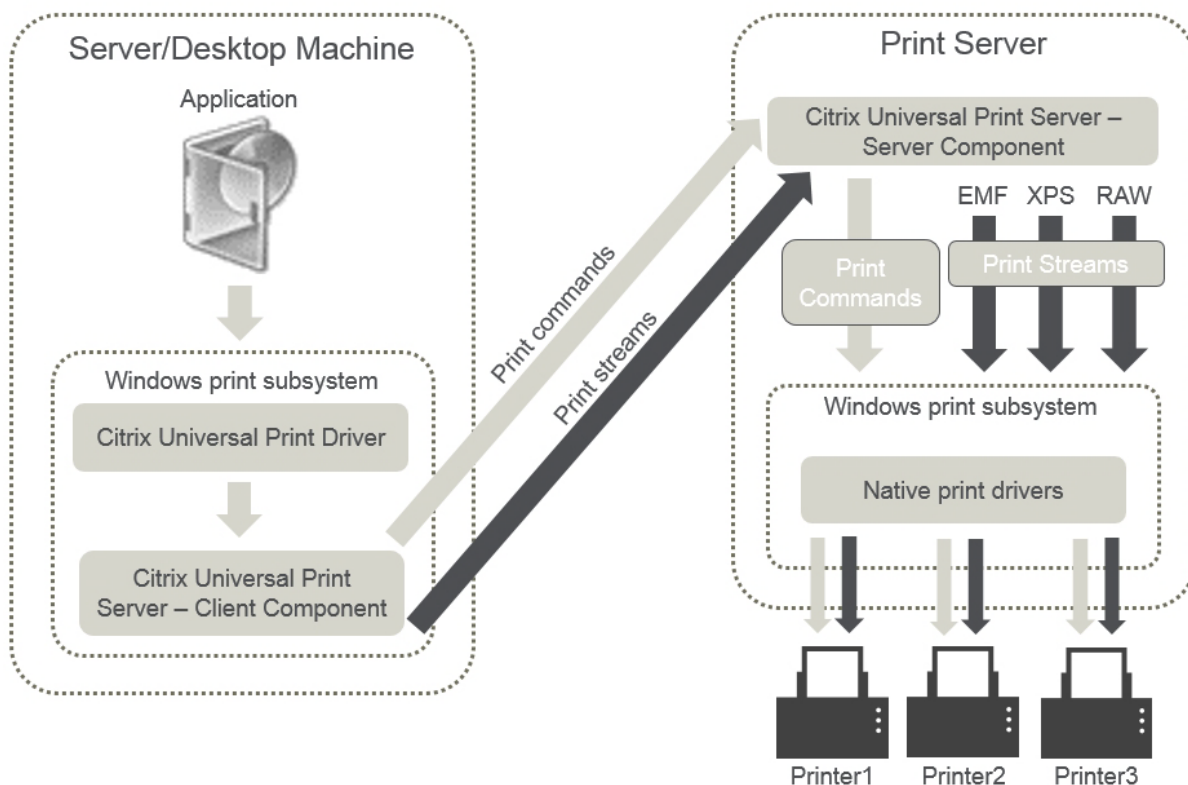 Server/Desktop Machine
Application
Windows print subsystem
Citrix Universal Print Driver
Citrix Universal Print
Server – Client Component
Print commands
Print streams
Print Server
Citrix Universal Print Server –
Server Component
EMF XPS RAW
Print
Commands
Print Streams
Windows print subsystem
Native print drivers
Printer1 Printer2 Printer3